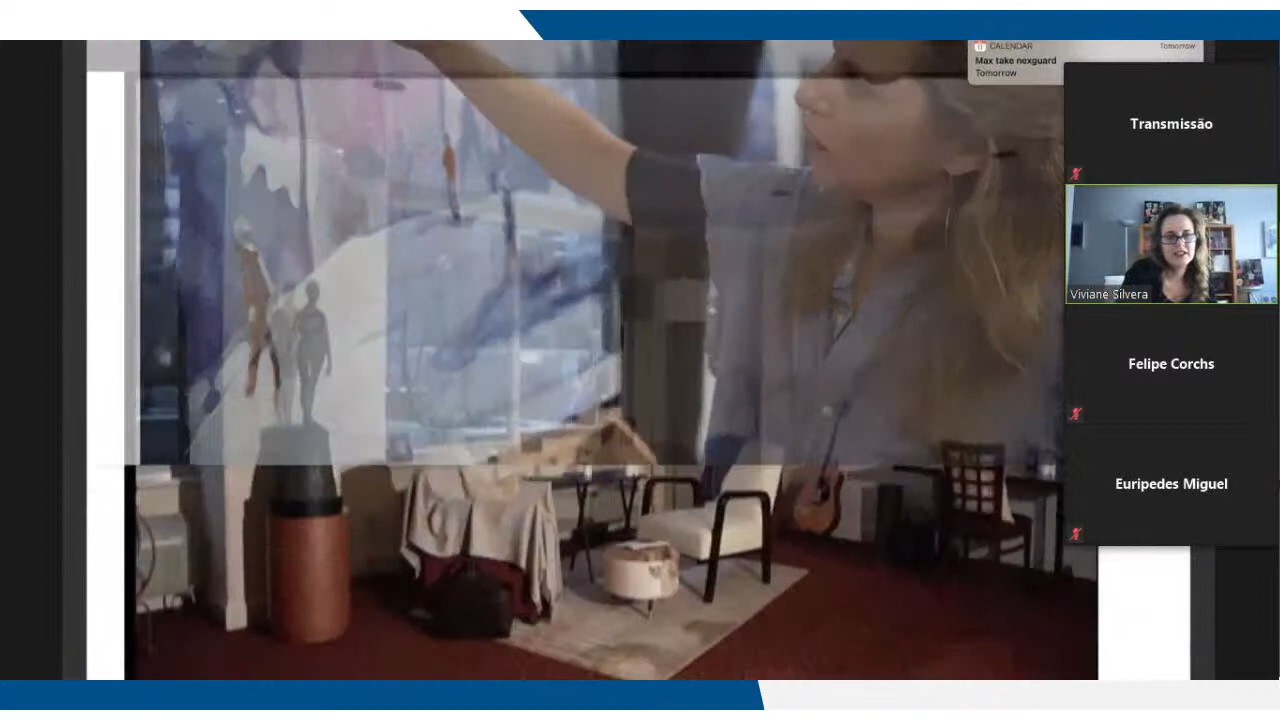 CALENDAR Tomorrow
Max take nexguard
Tomorrow
Transmissão
Viviane Silvera
Felipe Corchs
Euripedes Miguel